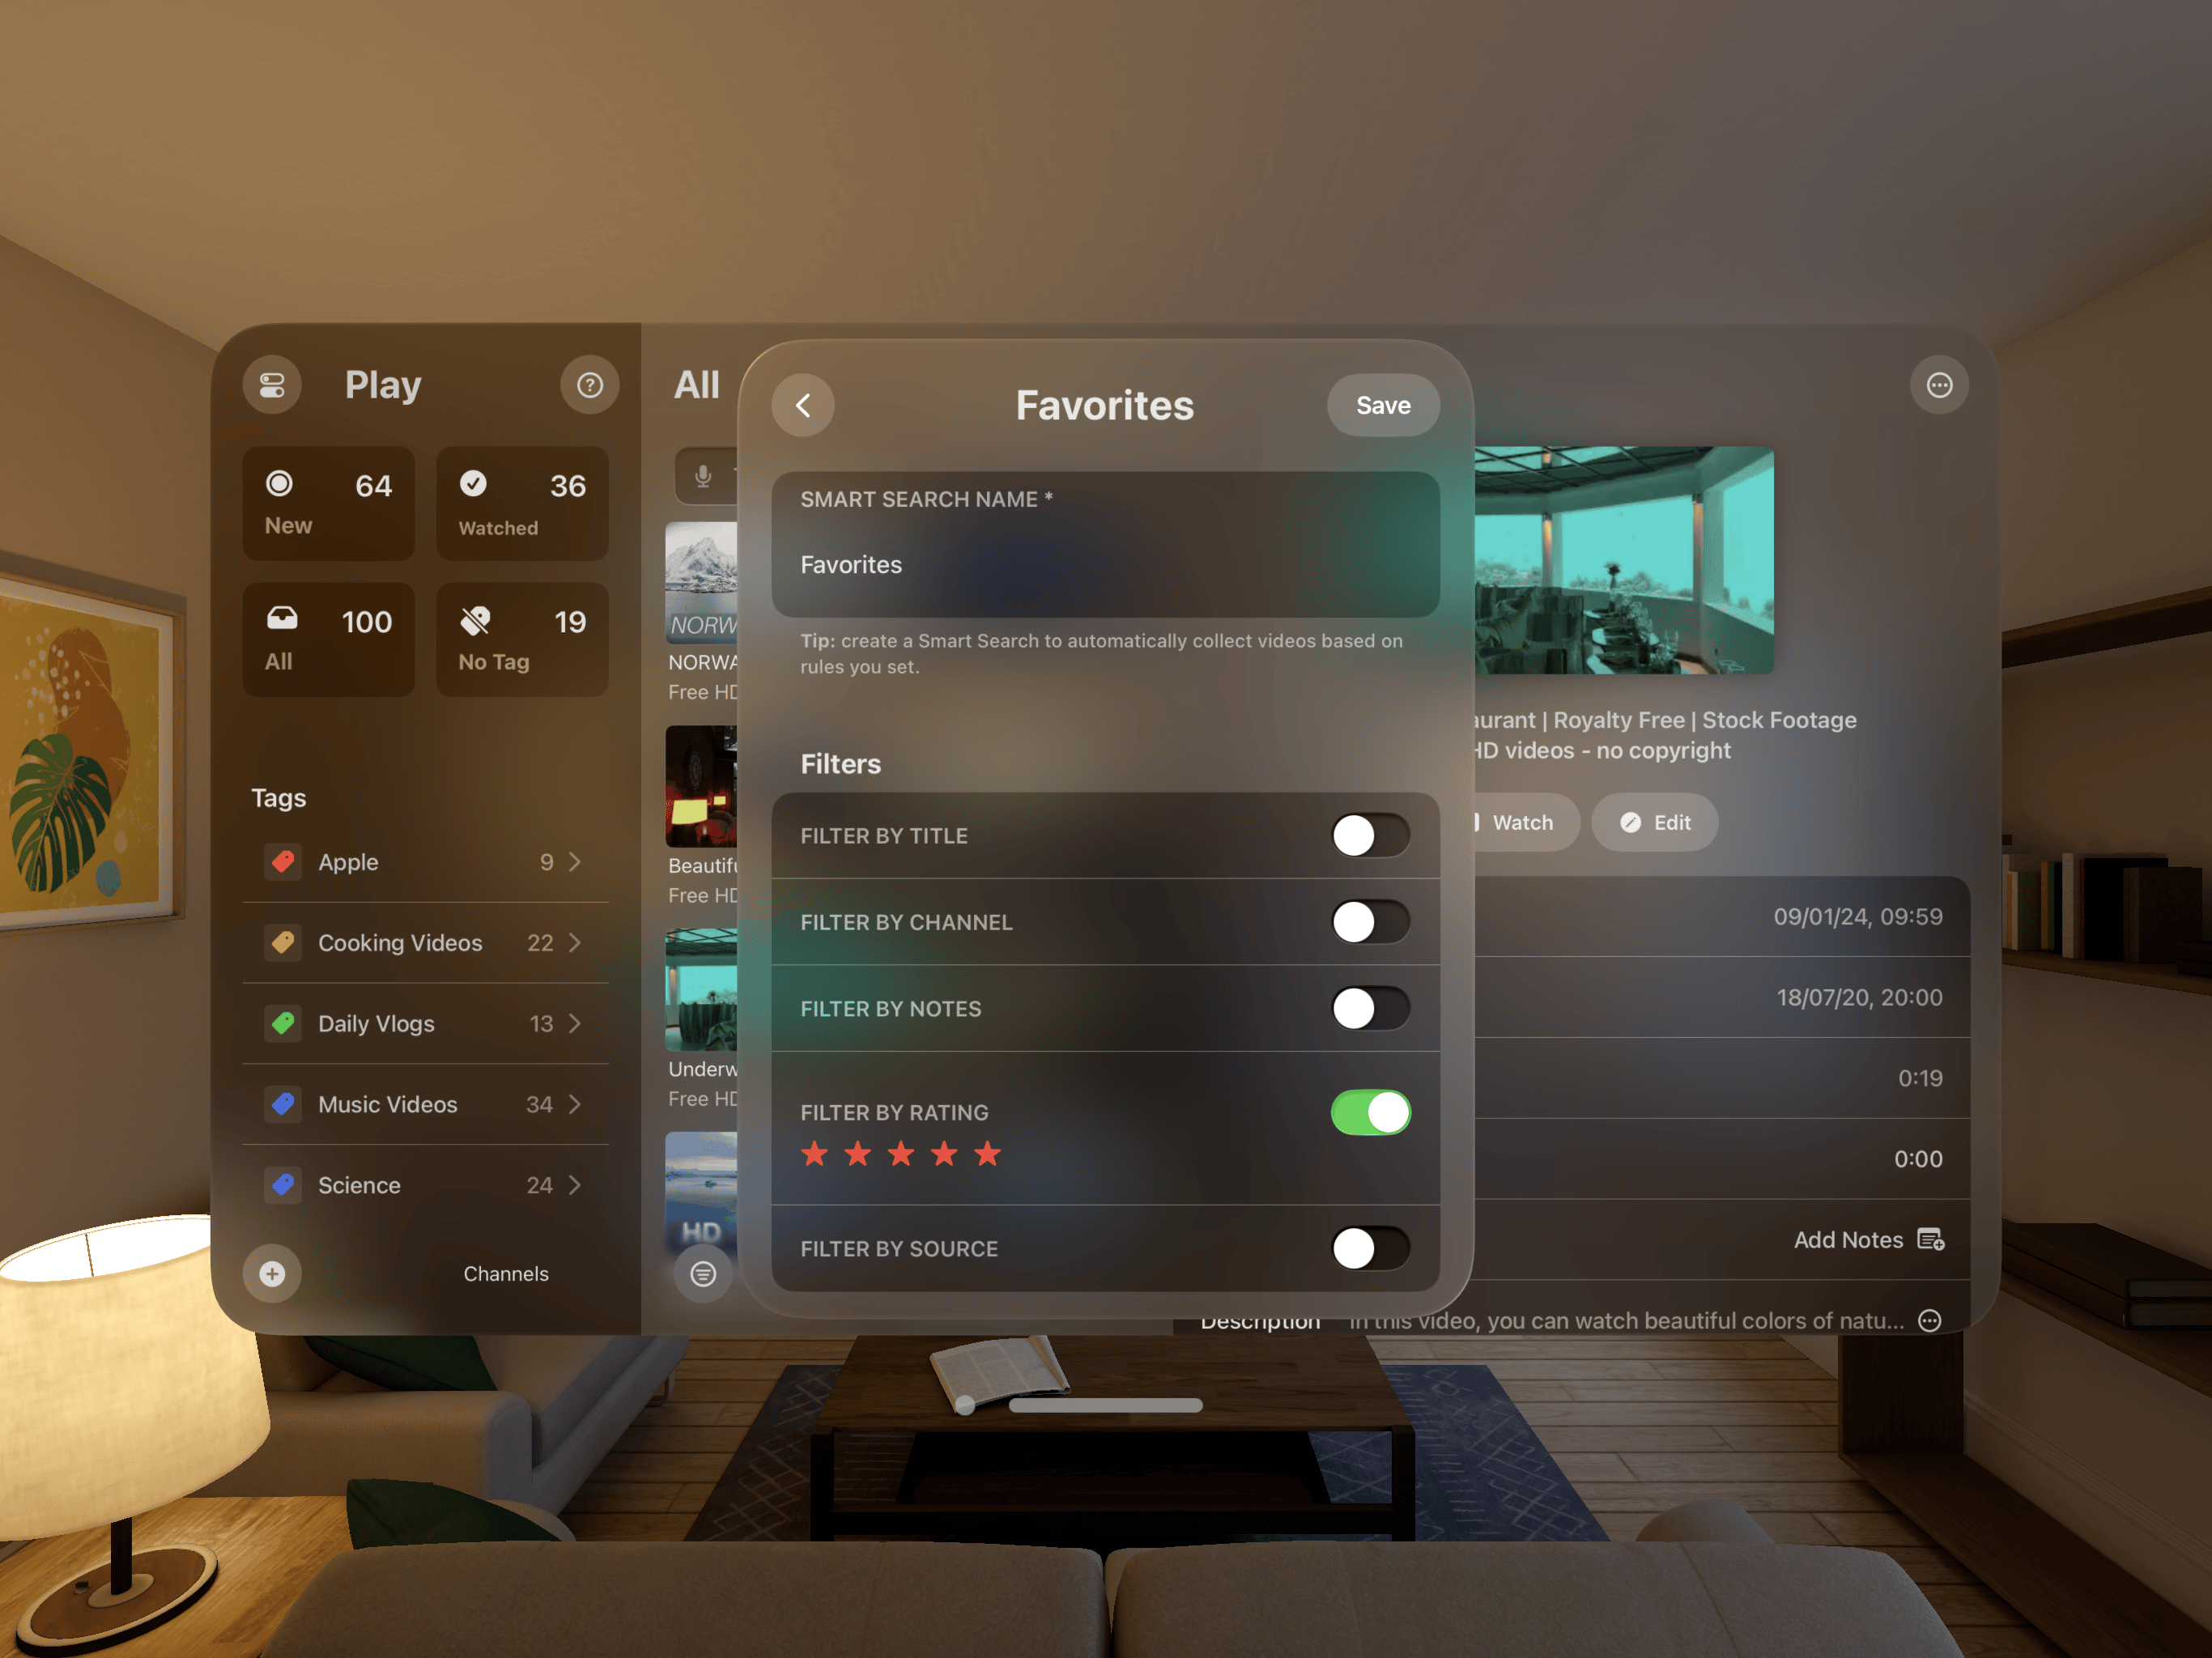 Play
64
New
36
Watched
100
All
19
No Tag
Tags
Apple 9
Cooking Videos 22
Daily Vlogs 13
Music Videos 34
Science 24
Channels
All
NORW
NORWA
Free HD
Beautifu
Free HD
Underw
Free HD
HD
Favorites
Save
SMART SEARCH NAME *
Favorites
Tip: create a Smart Search to automatically collect videos based on
rules you set.
Filters
FILTER BY TITLE
FILTER BY CHANNEL
FILTER BY NOTES
FILTER BY RATING
FILTER BY SOURCE
aurant | Royalty Free | Stock Footage
HD videos - no copyright
Watch
Edit
09/01/24, 09:59
18/07/20, 20:00
0:19
0:00
Add Notes
Description In this video, you can watch beautiful colors of natu...